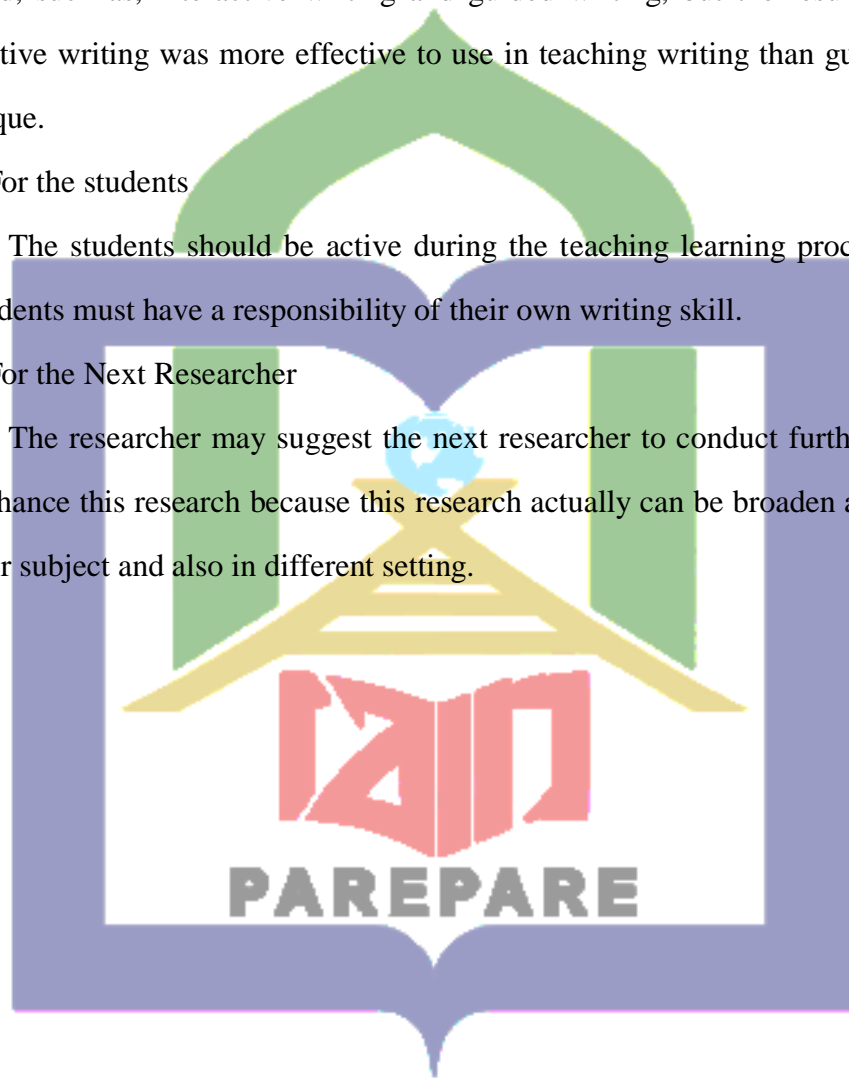 tive writing was more effective to use in teaching writing than gu
que.
For the students
The students should be active during the teaching learning proc
dents must have a responsibility of their own writing skill.
For the Next Researcher
The researcher may suggest the next researcher to conduct furth
hance this research because this research actually can be broaden a
r subject and also in different setting.
iain
PAREPARE